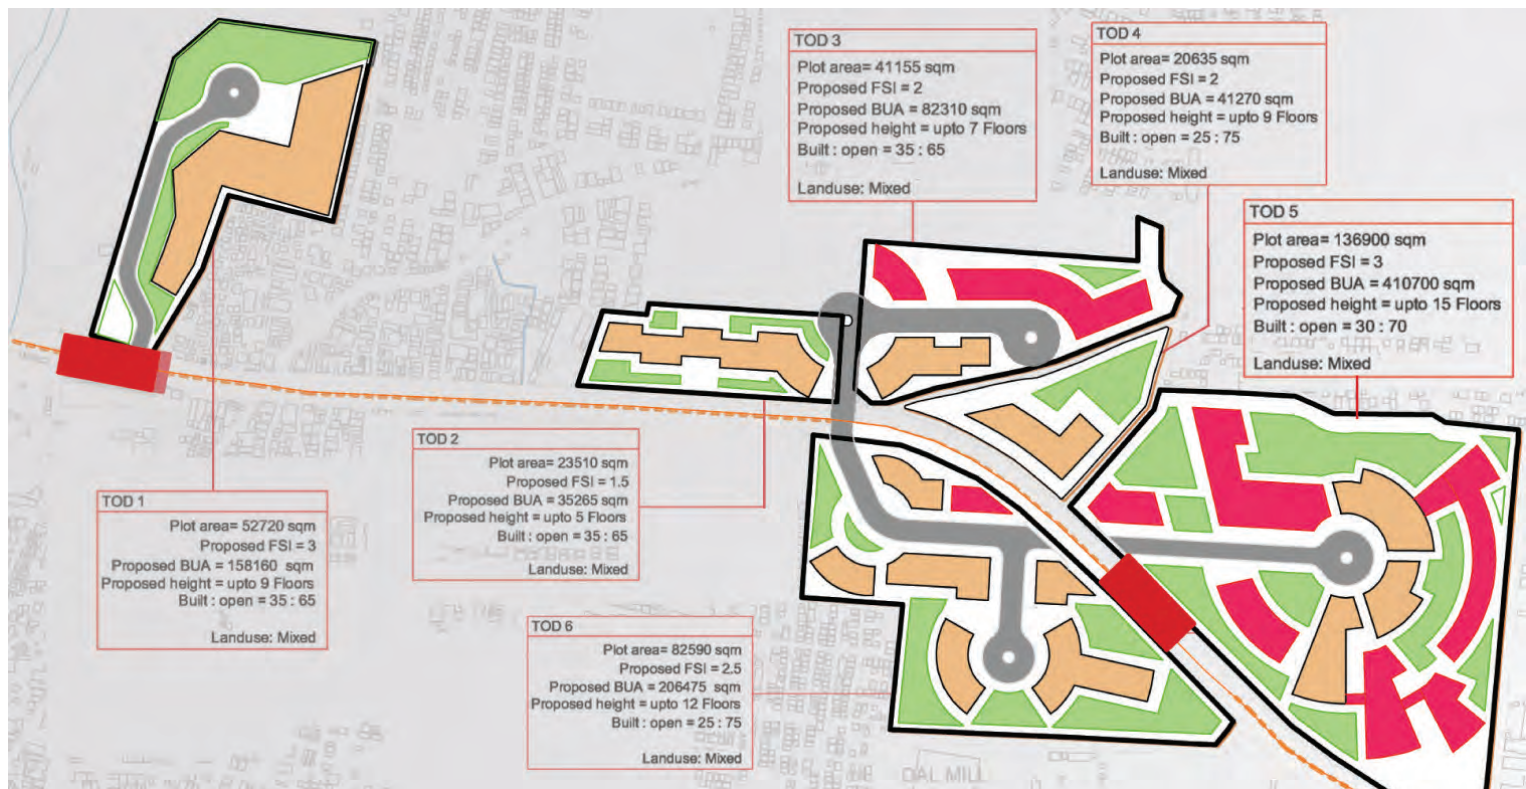 TOD 3
Plot area= 41155 sqm
Proposed FSI = 2
Proposed BUA = 82310 sqm
Proposed height = upto 7 Floors
Built : open = 35 : 65
Landuse: Mixed
TOD 4
Plot area= 20635 sqm
Proposed FSI = 2
Proposed BUA = 41270 sqm
Proposed height = upto 9 Floors
Built : open = 25 : 75
Landuse: Mixed
TOD 5
Plot area= 136900 sqm
Proposed FSI = 3
Proposed BUA = 410700 sqm
Proposed height = upto 15 Floors
Built : open = 30 : 70
Landuse: Mixed
TOD 2
Plot area= 23510 sqm
Proposed FSI = 1.5
Proposed BUA = 35265 sqm
Proposed height = upto 5 Floors
Built : open = 35 : 65
Landuse: Mixed
TOD 1
Plot area= 52720 sqm
Proposed FSI = 3
Proposed BUA = 158160 sqm
Proposed height = upto 9 Floors
Built : open = 35 : 65
Landuse: Mixed
TOD 6
Plot area= 82590 sqm
Proposed FSI = 2.5
Proposed BUA = 206475 sqm
Proposed height = upto 12 Floors
Built : open = 25 : 75
Landuse: Mixed
DAL MILL